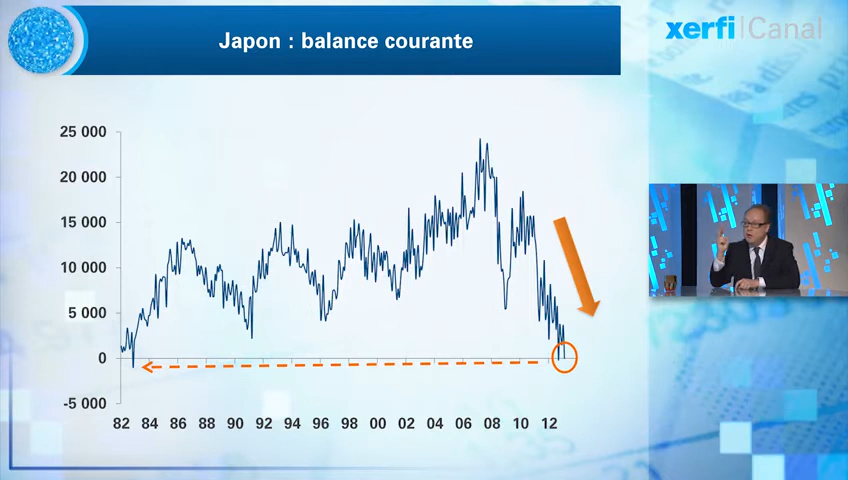 Japon : balance courante
xerfi Canal
25 000
20 000
15 000
10 000
5 000
0
-5 000
82 84 86 88 90 92 94 96 98 00 02 04 06 08 10 12